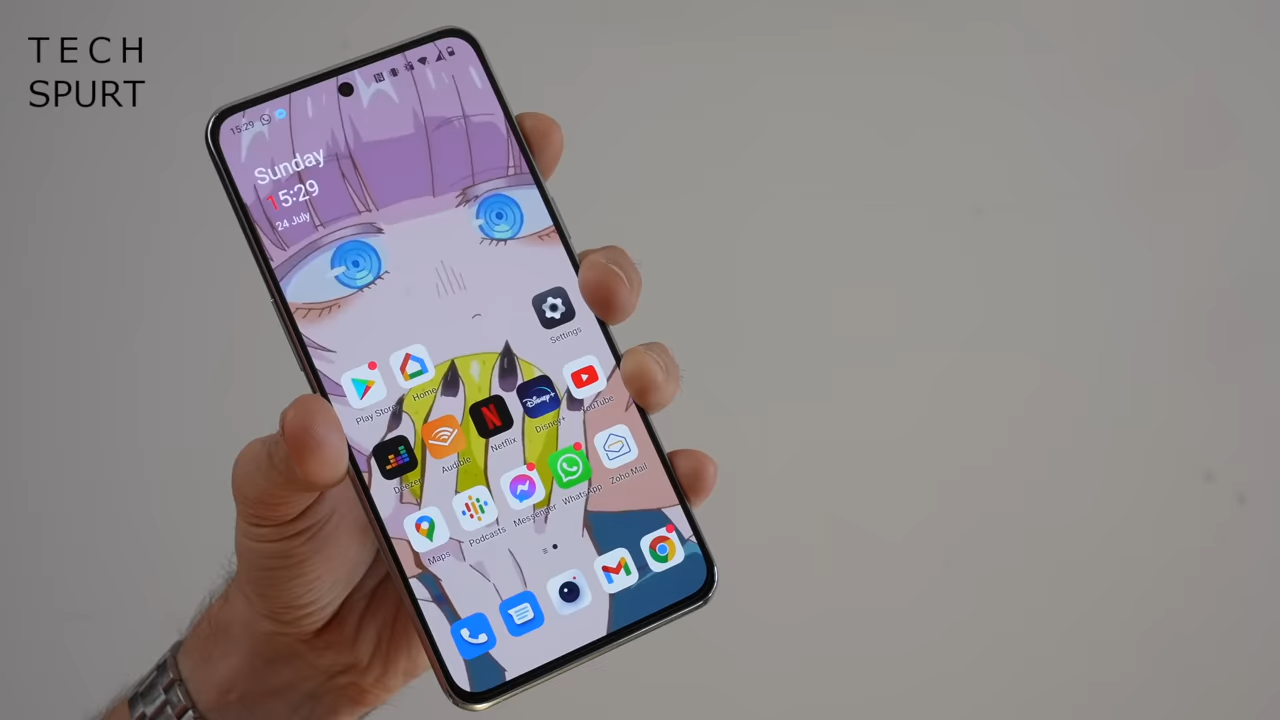 TECH
SPURT
15:29
Sunday
15:29
24 July
Settings
Play Store
Home
YouTube
Disney+
Disney+
N
Netflix
Audible
Deezer
Zoho Mail
WhatsApp
Messenger
Podcasts
Maps